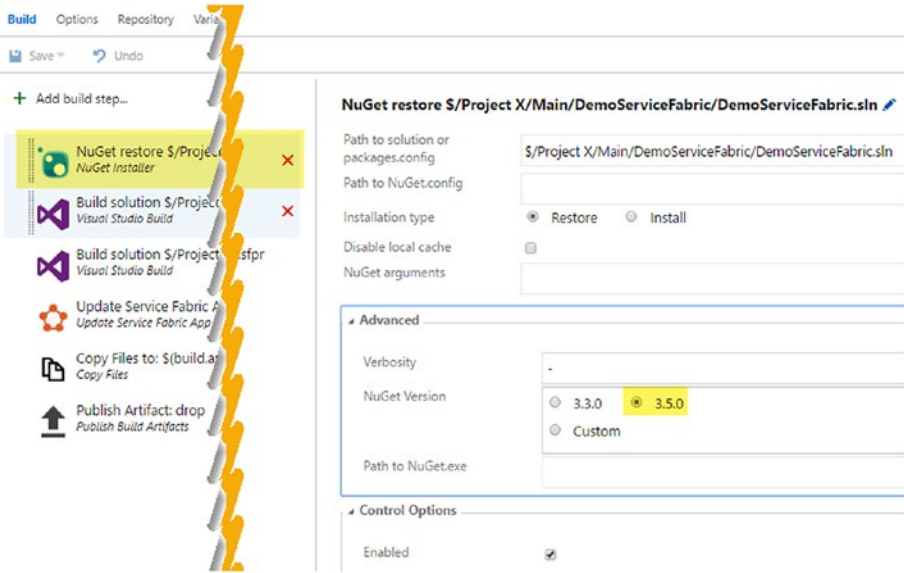 Build Options Repository Varia
Save Undo
Add build step...
NuGet restore $/Project
NuGet Installer
Build solution $/Project
Visual Studio Build
Build solution $/Project sfpr
Visual Studio Build
Update Service Fabric A
Update Service Fabric App
Copy Files to: $(build.a
Copy Files
Publish Artifact: drop
Publish Build Artifacts
NuGet restore $/Project X/Main/DemoServiceFabric/DemoServiceFabric.sln
Path to solution or
packages.config
$/Project X/Main/DemoServiceFabric/DemoServiceFabric.sln
Path to NuGet.config
Installation type Restore Install
Disable local cache
NuGet arguments
Advanced
Verbosity -
NuGet Version 3.3.0 3.5.0
Custom
Path to NuGet.exe
Control Options
Enabled